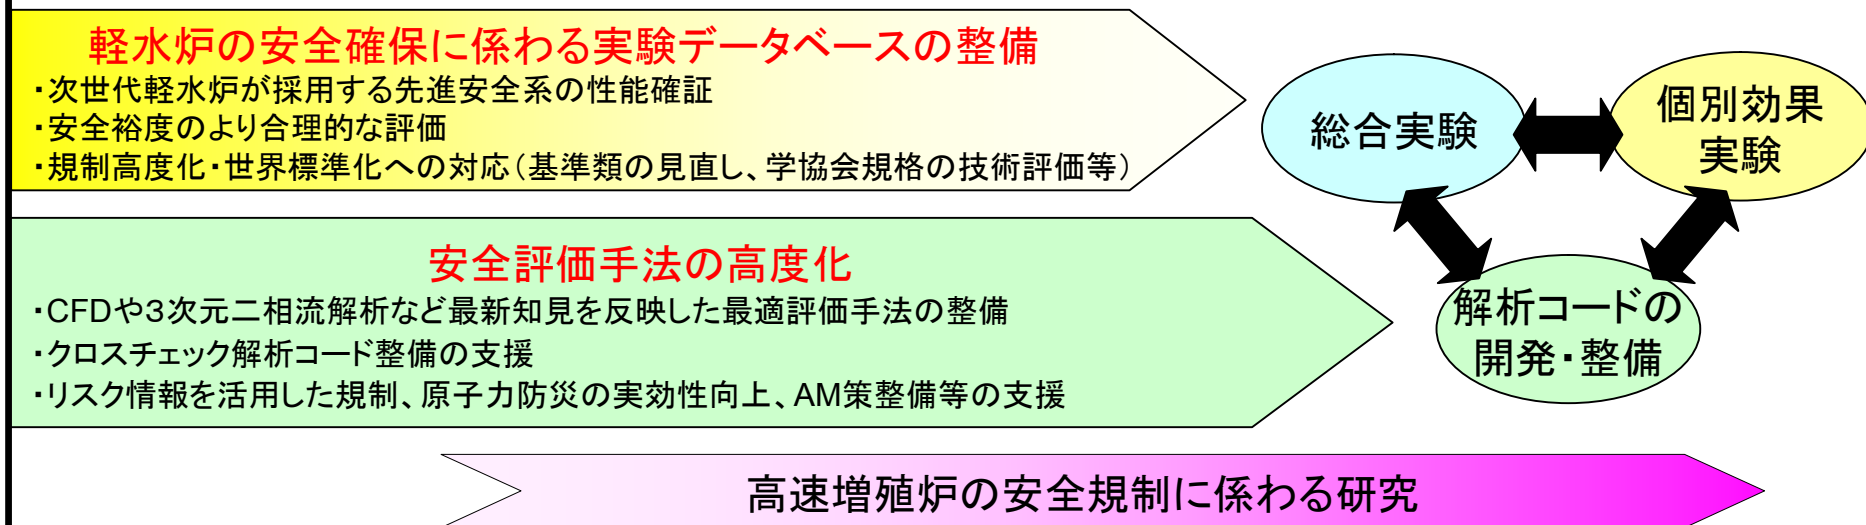 軽水炉の安全確保に係わる実験データベースの整備
・次世代軽水炉が採用する先進安全系の性能確証
・安全裕度のより合理的な評価
・規制高度化・世界標準化への対応(基準類の見直し、学協会規格の技術評価等)
総合実験
個別効果
実験
安全評価手法の高度化
・CFDや3次元二相流解析など最新知見を反映した最適評価手法の整備
・クロスチェック解析コード整備の支援
・リスク情報を活用した規制、原子力防災の実効性向上、AM策整備等の支援
解析コードの
開発・整備
高速増殖炉の安全規制に係わる研究